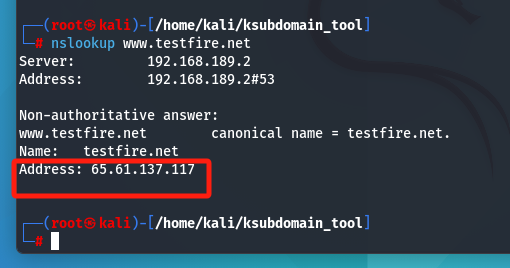 ┌──(root㉿kali)-[/home/kali/ksubdomain_tool]
└─# nslookup www.testfire.net
Server:         192.168.189.2
Address:        192.168.189.2#53

Non-authoritative answer:
www.testfire.net        canonical name = testfire.net.
Name:   testfire.net
Address: 65.61.137.117

┌──(root㉿kali)-[/home/kali/ksubdomain_tool]
└─#